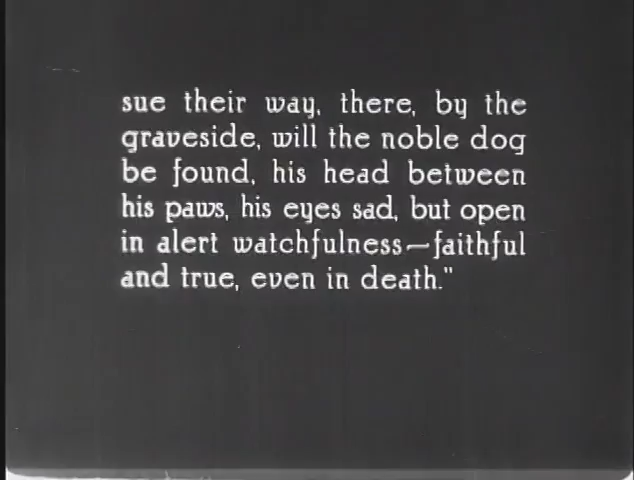 sue their way, there, by the
graveside, will the noble dog
be found, his head between
his paws, his eyes sad, but open
in alert watchfulness—faithful
and true, even in death."